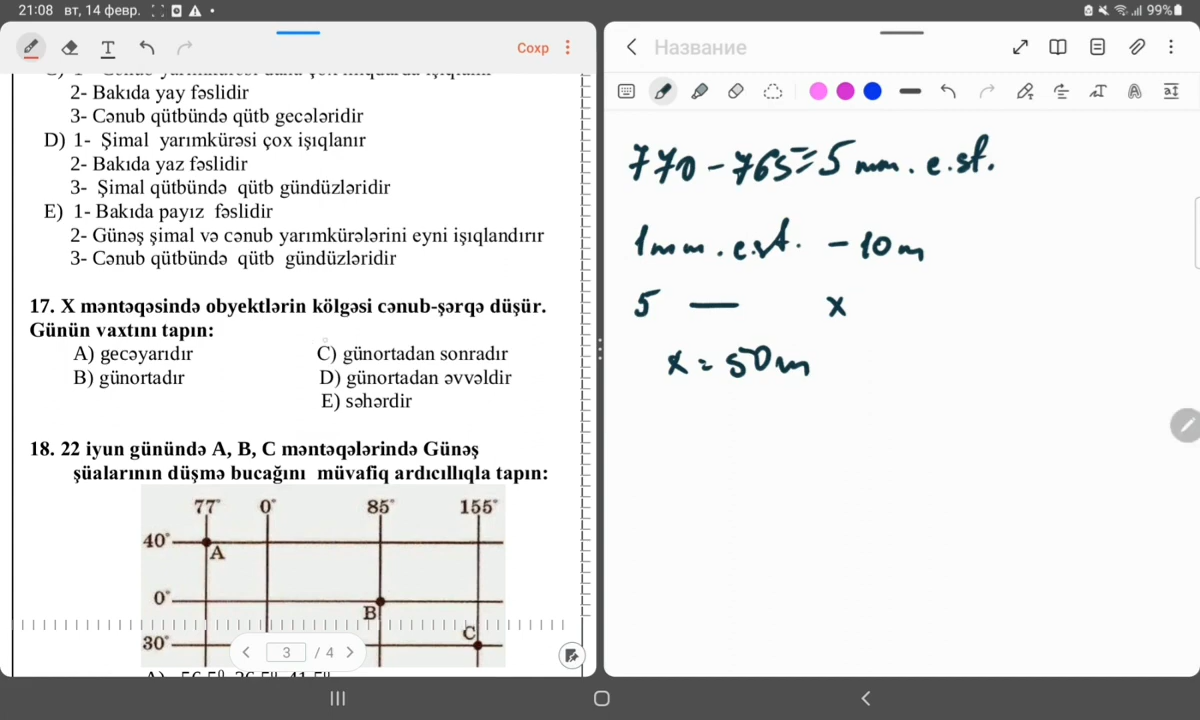 21:08 вт, 14 февр.
99%
Сохр
2- Bakıda yay fəslidir
3- Cənub qütbündə qütb gecələridir
D) 1- Şimal yarımkürəsi çox işıqlanır
2- Bakıda yaz fəslidir
3- Şimal qütbündə qütb gündüzləridir
E) 1- Bakıda payız fəslidir
2- Günəş şimal və cənub yarımkürələrini eyni işıqlandırır
3- Cənub qütbündə qütb gündüzləridir
17. X məntəqəsində obyektlərin kölgəsi cənub-şərqə düşür.
Günün vaxtını tapın:
A) gecəyarıdır C) günortadan sonradır
B) günortadır D) günortadan əvvəldir
E) səhərdir
18. 22 iyun günündə A, B, C məntəqələrində Günəş
şüalarının düşmə bucağını müvafiq ardıcıllıqla tapın:
77° 0° 85° 155°
40°
A
0°
B
C
30°
3 / 4
Название
770 - 765 = 5 mm. c. st.
1 mm. c. st. - 10 m
5 — x
x = 50 m